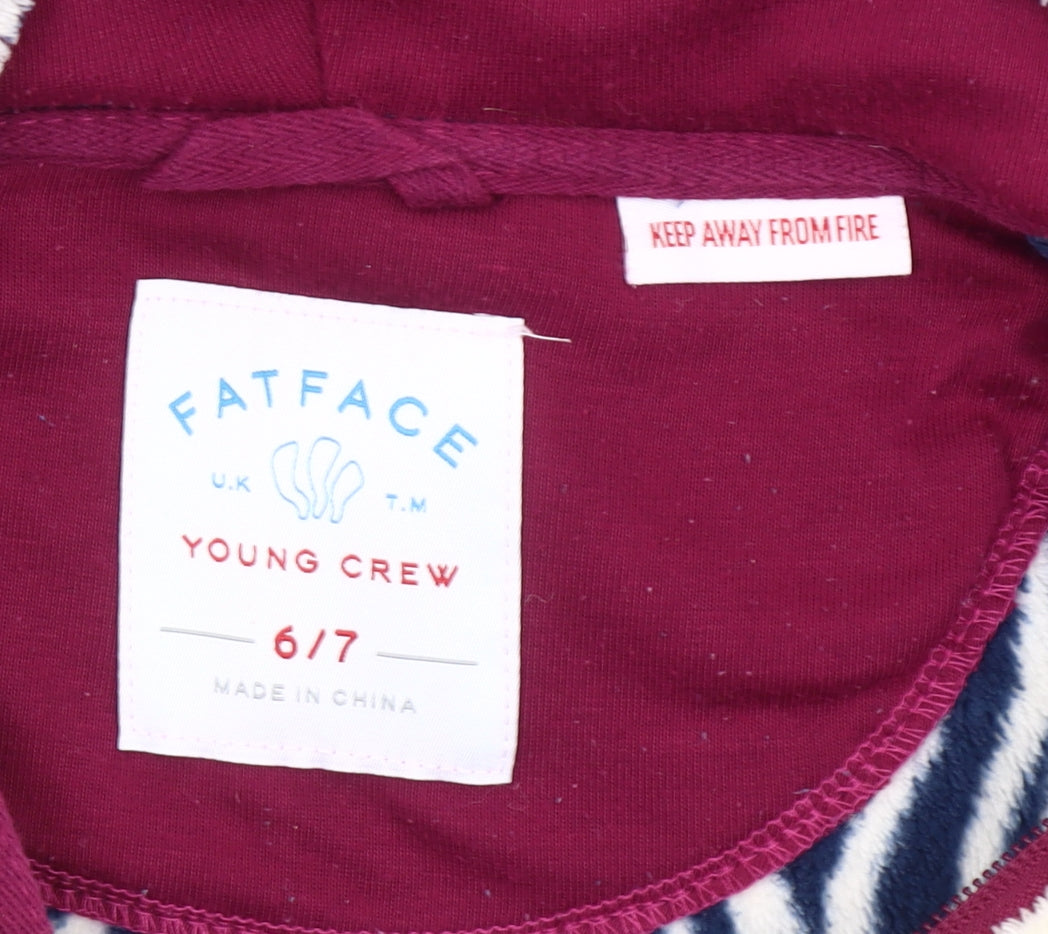 KEEP AWAY FROM FIRE
FATFACE
U.K T.M
YOUNG CREW
6/7
MADE IN CHINA